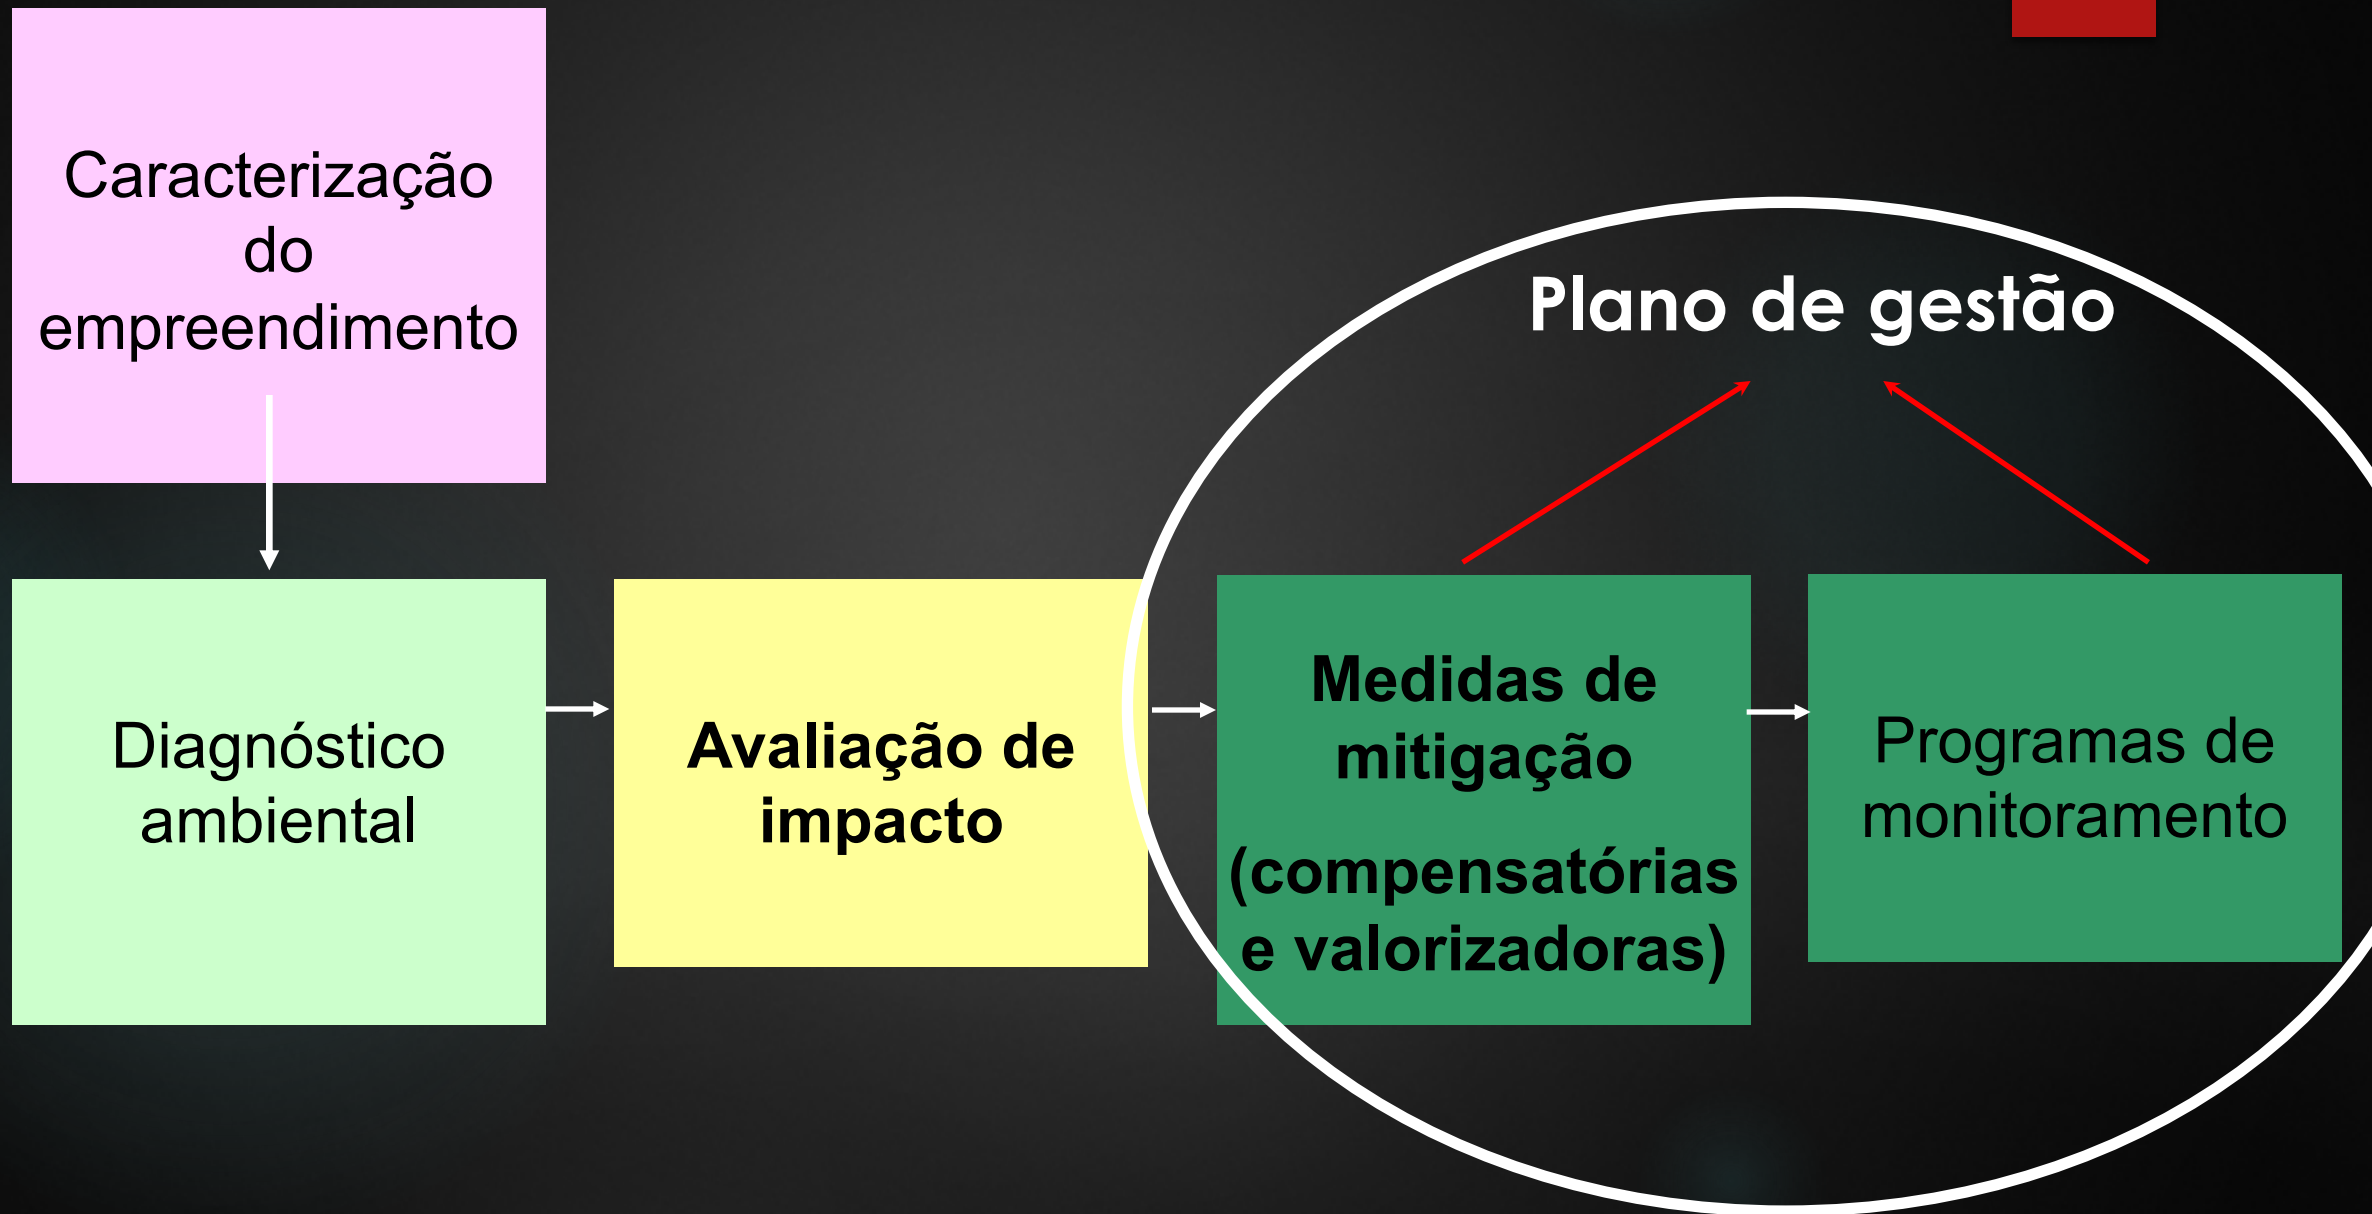 Caracterização
do
empreendimento
Plano de gestão
Diagnóstico
ambiental
Avaliação de
impacto
Medidas de
mitigação
(compensatórias
e valorizadoras)
Programas de
monitoramento